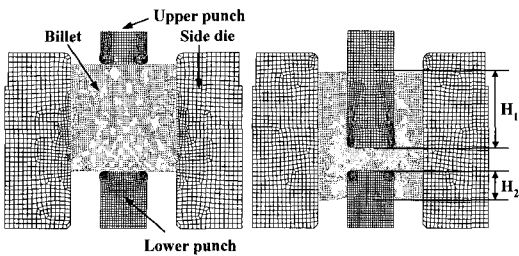 Upper punch
Billet
Side die
H1
H2
Lower punch